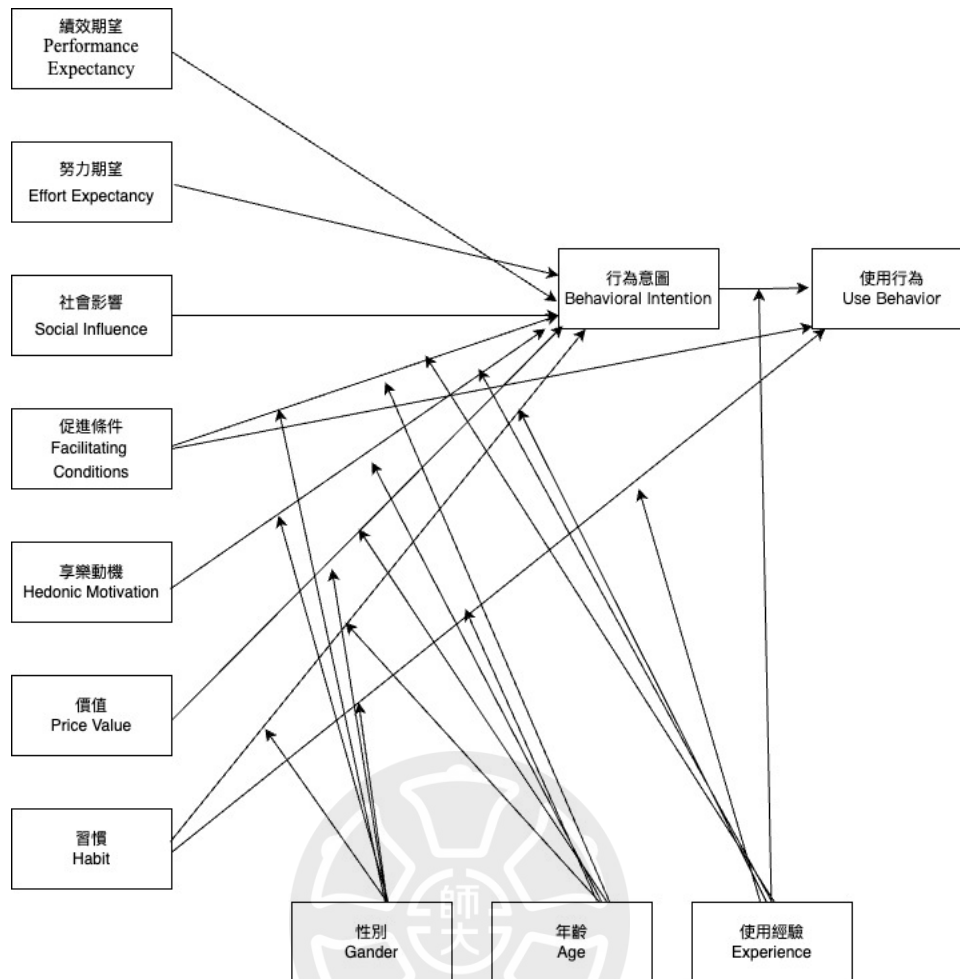 績效期望
Performance
Expectancy
努力期望
Effort Expectancy
社會影響
Social Influence
促進條件
Facilitating
Conditions
享樂動機
Hedonic Motivation
價值
Price Value
習慣
Habit
行為意圖
Behavioral Intention
使用行為
Use Behavior
性別
Gander
年齡
Age
使用經驗
Experience
師
大